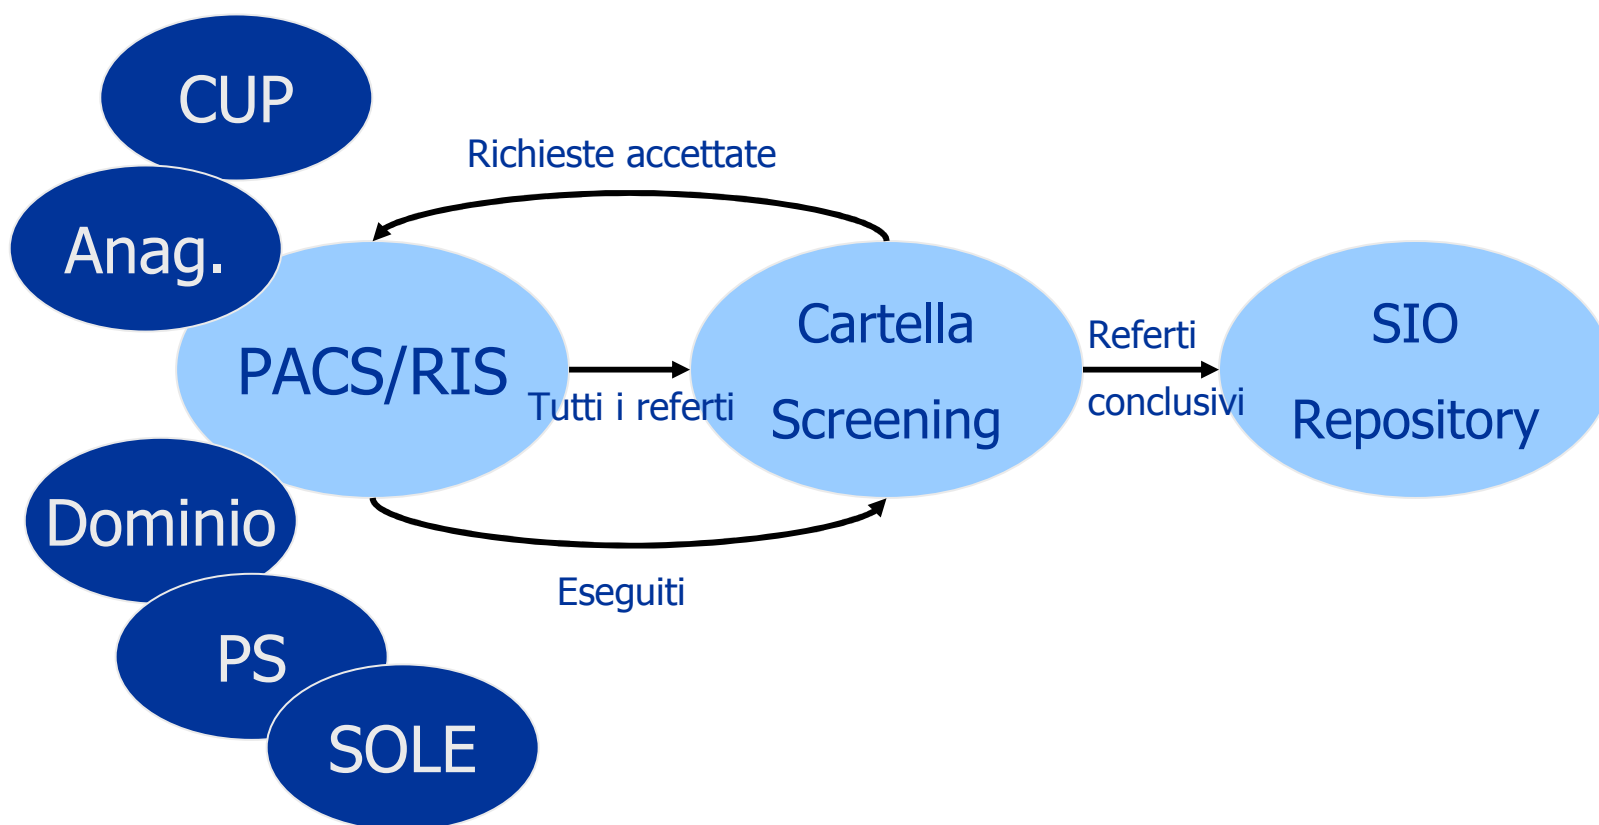 CUP
Richieste accettate
Anag.
PACS/RIS
Tutti i referti
Cartella
Screening
Referti
conclusivi
SIO
Repository
Dominio
Eseguiti
PS
SOLE